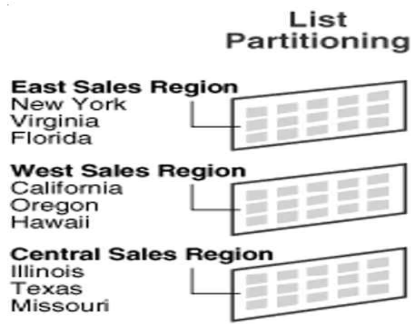 List
Partitioning
East Sales Region
New York
Virginia
Florida
West Sales Region
California
Oregon
Hawaii
Central Sales Region
Illinois
Texas
Missouri